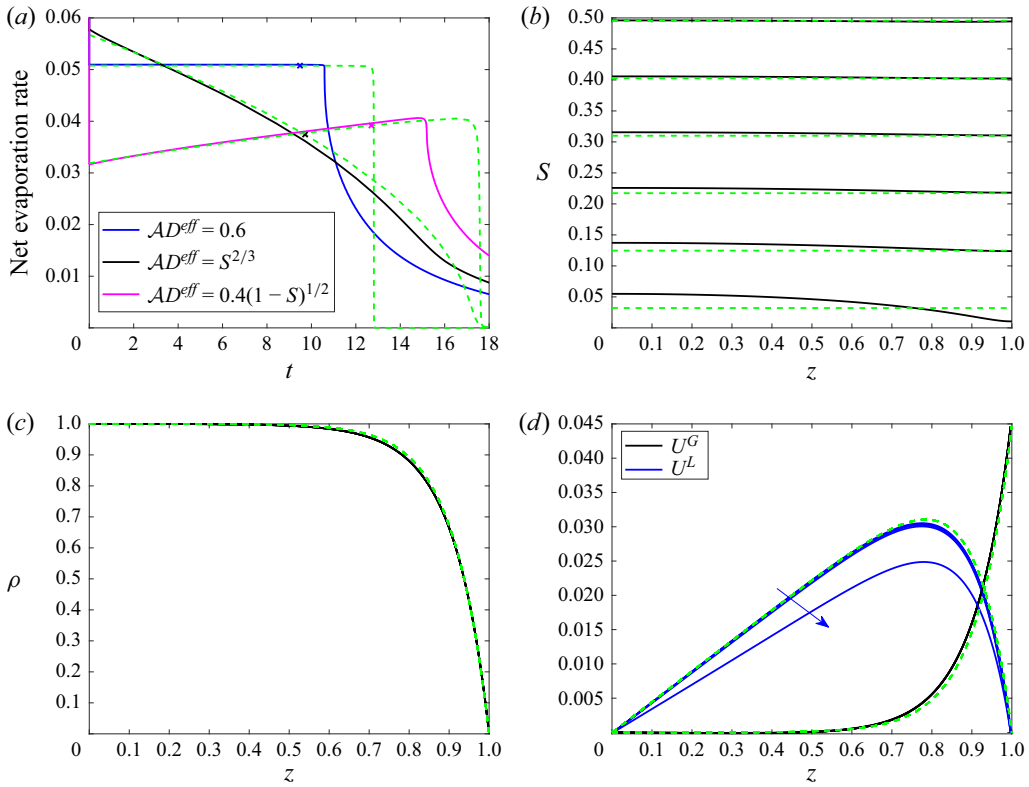 (a)
0.06
0.05
0.04
0.03
0.02
0.01
Net evaporation rate
𝒜D^eff = 0.6
𝒜D^eff = S^2/3
𝒜D^eff = 0.4(1 − S)^1/2
0 2 4 6 8 10 12 14 16 18
t
(b)
0.50
0.45
0.40
0.35
0.30
0.25
0.20
0.15
0.10
0.05
S
0 0.1 0.2 0.3 0.4 0.5 0.6 0.7 0.8 0.9 1.0
z
(c)
1.0
0.9
0.8
0.7
0.6
0.5
0.4
0.3
0.2
0.1
ρ
0 0.1 0.2 0.3 0.4 0.5 0.6 0.7 0.8 0.9 1.0
z
(d)
0.045
0.040
0.035
0.030
0.025
0.020
0.015
0.010
0.005
U^G
U^L
0 0.1 0.2 0.3 0.4 0.5 0.6 0.7 0.8 0.9 1.0
z